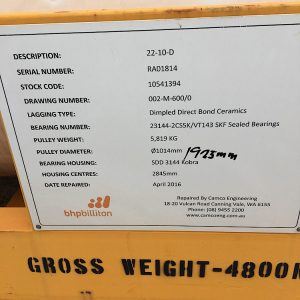 DESCRIPTION: 22-10-D
SERIAL NUMBER: RA01814
STOCK CODE: 10541394
DRAWING NUMBER: 002-M-600/0
LAGGING TYPE: Dimpled Direct Bond Ceramics
BEARING NUMBER: 23144-2CS5K/VT143 SKF Sealed Bearings
PULLEY WEIGHT: 5,819 KG
PULLEY DIAMETER: Ø1014mm 1925mm
BEARING HOUSING: SDD 3144 Kobra
HOUSING CENTRES: 2845mm
DATE REPAIRED: April 2016
bhpbilliton
Repaired by Camco Engineering
18-20 Vulcan Road Canning Vale, WA 6155
Phone: (08) 9455 2200
www.camcoeng.com.au
GROSS WEIGHT-4800